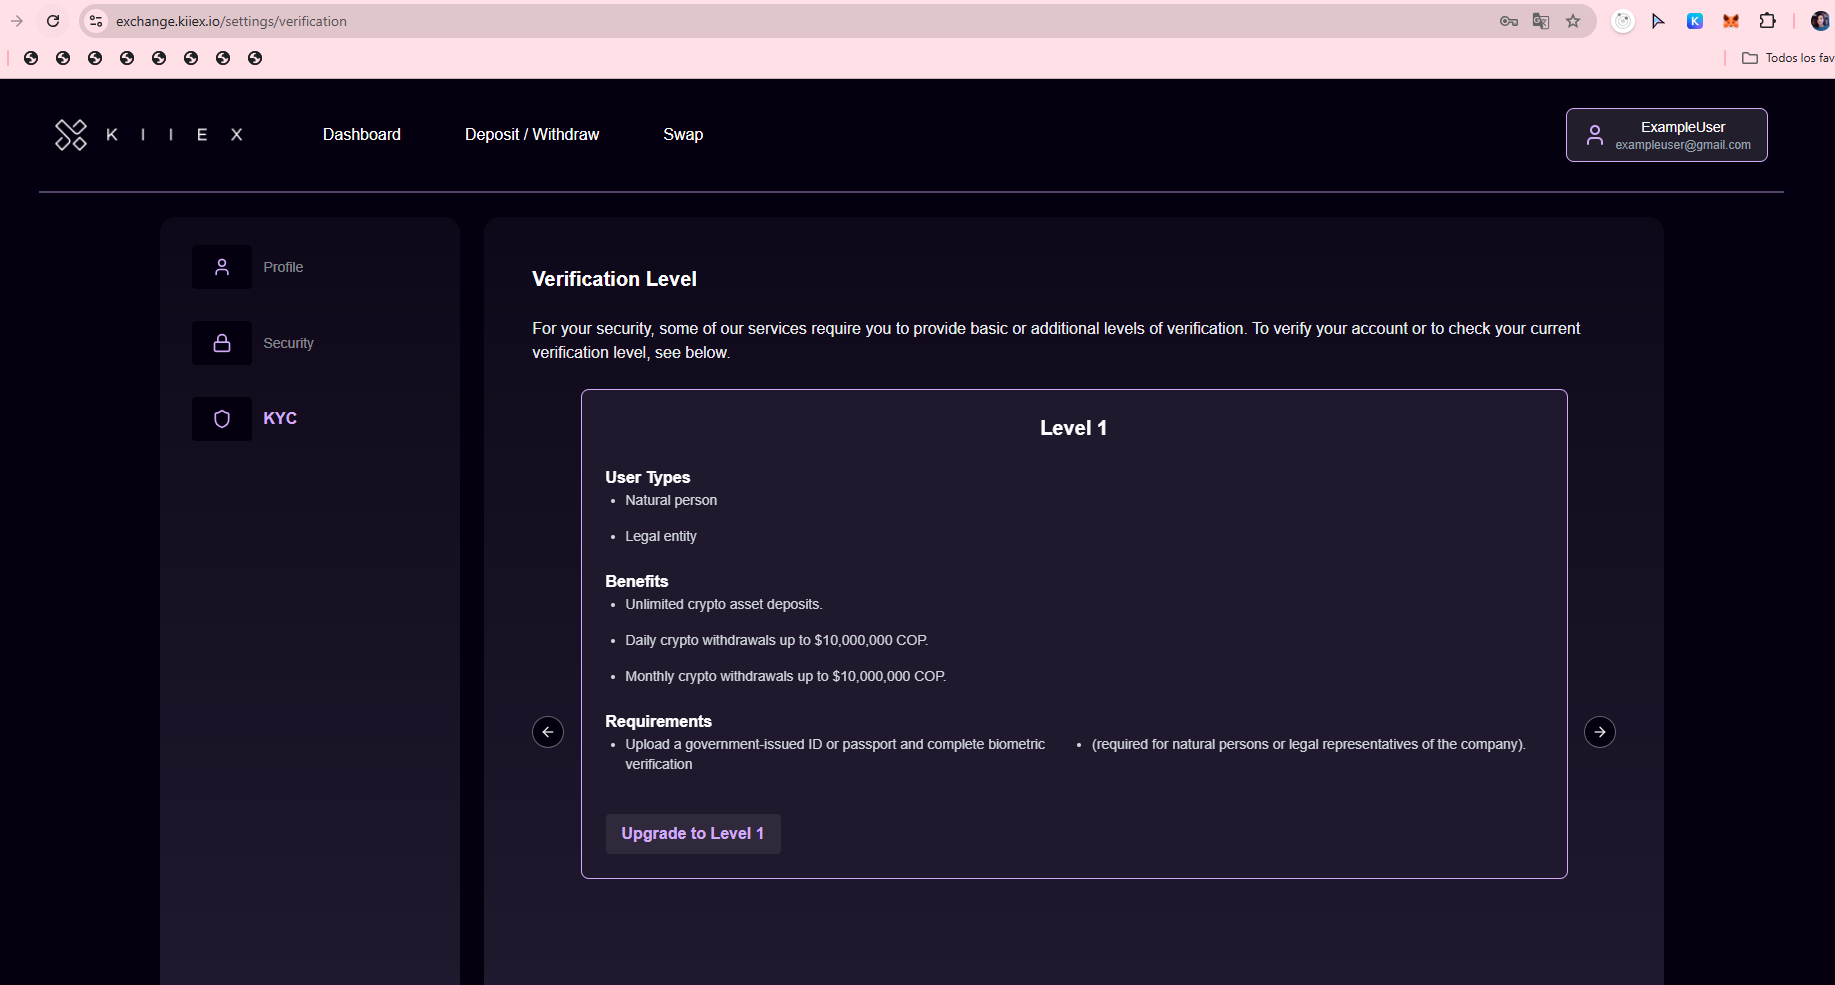 exchange.kiiex.io/settings/verification
Todos los fav
K I I E X
Dashboard
Deposit / Withdraw
Swap
ExampleUser
exampleuser@gmail.com
Profile
Security
KYC
Verification Level
For your security, some of our services require you to provide basic or additional levels of verification. To verify your account or to check your current
verification level, see below.
Level 1
User Types
• Natural person
• Legal entity
Benefits
• Unlimited crypto asset deposits.
• Daily crypto withdrawals up to $10,000,000 COP.
• Monthly crypto withdrawals up to $10,000,000 COP.
Requirements
• Upload a government-issued ID or passport and complete biometric
verification
• (required for natural persons or legal representatives of the company).
Upgrade to Level 1